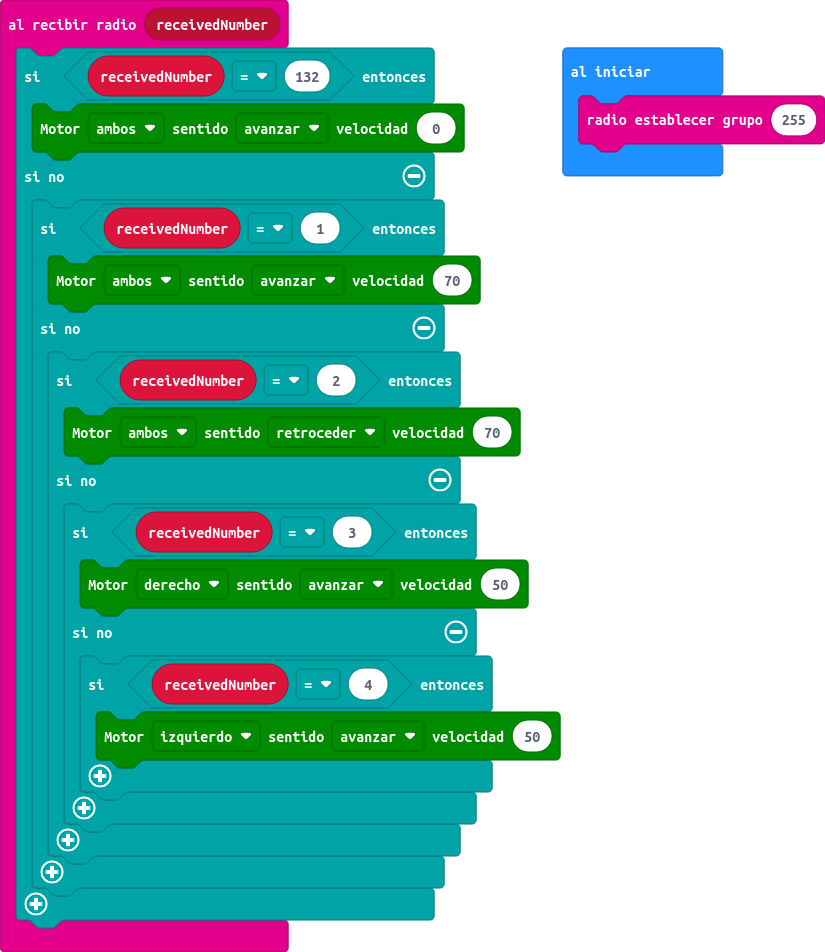 al recibir radio receivedNumber
si receivedNumber = 132 entonces
Motor ambos sentido avanzar velocidad 0
si no
si receivedNumber = 1 entonces
Motor ambos sentido avanzar velocidad 70
si no
si receivedNumber = 2 entonces
Motor ambos sentido retroceder velocidad 70
si no
si receivedNumber = 3 entonces
Motor derecho sentido avanzar velocidad 50
si no
si receivedNumber = 4 entonces
Motor izquierdo sentido avanzar velocidad 50
al iniciar
radio establecer grupo 255